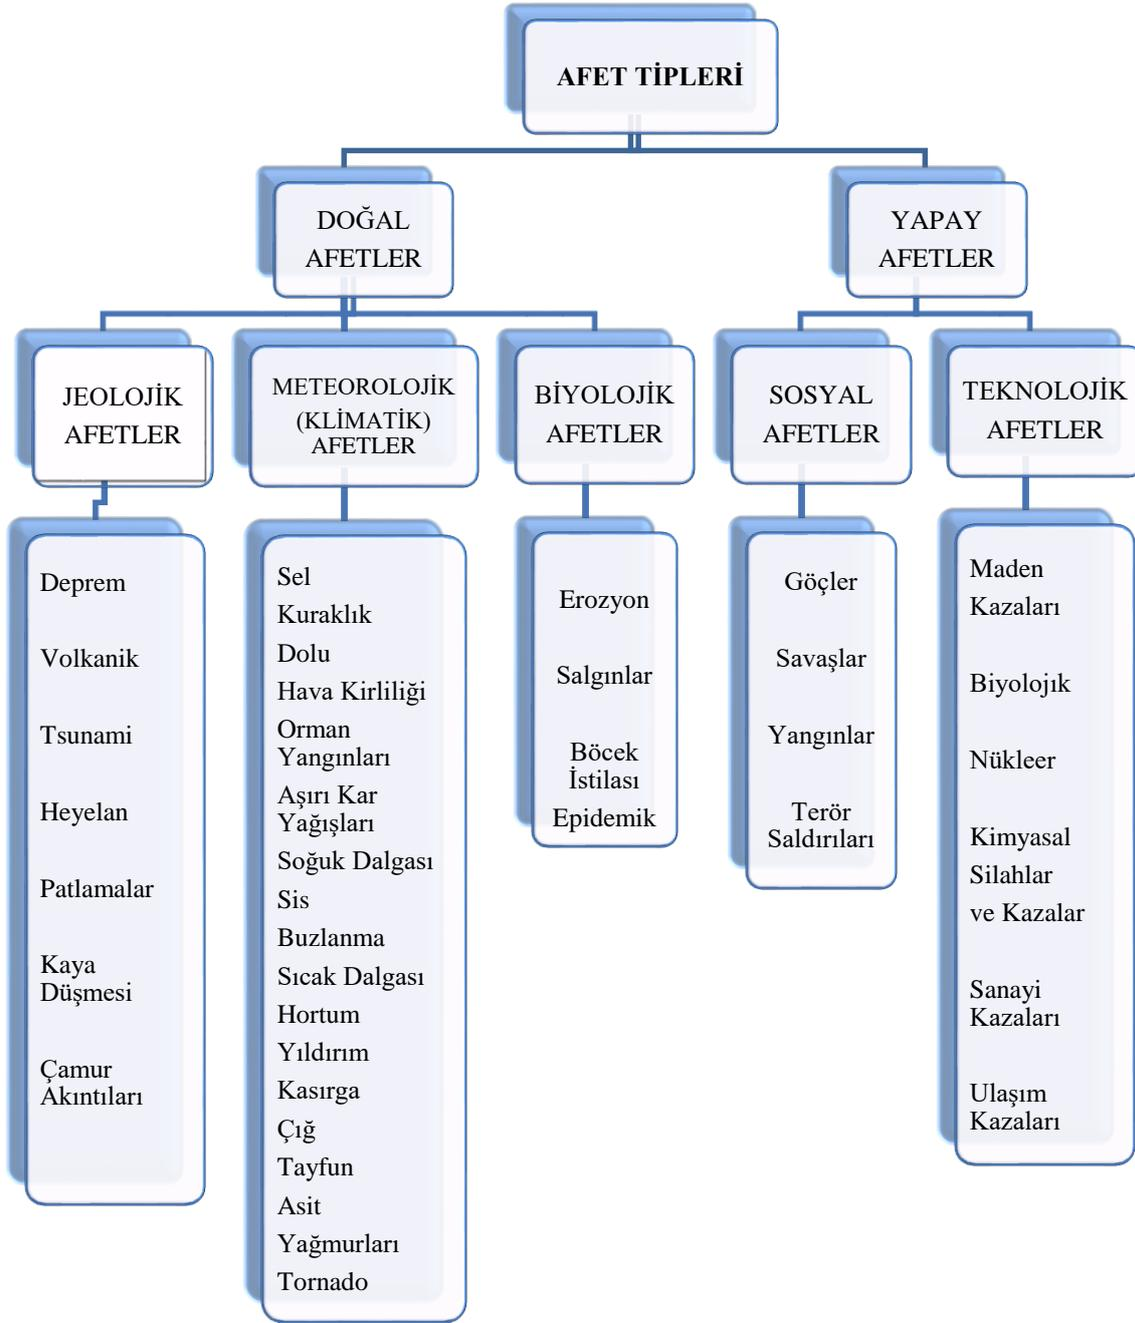 AFET TİPLERİ
DOĞAL
AFETLER
YAPAY
AFETLER
JEOLOJİK
AFETLER
METEOROLOJİK
(KLİMATİK)
AFETLER
BİYOLOJİK
AFETLER
SOSYAL
AFETLER
TEKNOLOJİK
AFETLER
Deprem
Volkanik
Tsunami
Heyelan
Patlamalar
Kaya
Düşmesi
Çamur
Akıntıları
Sel
Kuraklık
Dolu
Hava Kirliliği
Orman
Yangınları
Aşırı Kar
Yağışları
Soğuk Dalgası
Sis
Buzlanma
Sıcak Dalgası
Hortum
Yıldırım
Kasırga
Çığ
Tayfun
Asit
Yağmurları
Tornado
Erozyon
Salgınlar
Böcek
İstilası
Epidemik
Göçler
Savaşlar
Yangınlar
Terör
Saldırıları
Maden
Kazaları
Biyolojık
Nükleer
Kimyasal
Silahlar
ve Kazalar
Sanayi
Kazaları
Ulaşım
Kazaları